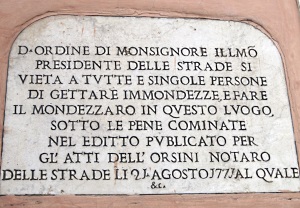 D·ORDINE DI MONSIGNORE ILLMŌ
PRESIDENTE DELLE STRADE SI
VIETA A TVTTE E SINGOLE PERSONE
DI GETTARE IMMONDEZZE, E FARE
IL MONDEZZARO IN QVESTO LVOGO,
SOTTO LE PENE COMINATE
NEL EDITTO PVBLICATO PER
GL' ATTI DELL' ORSINI NOTARO
DELLE STRADE LI 21 AGOSTO AL QVALE
&c.